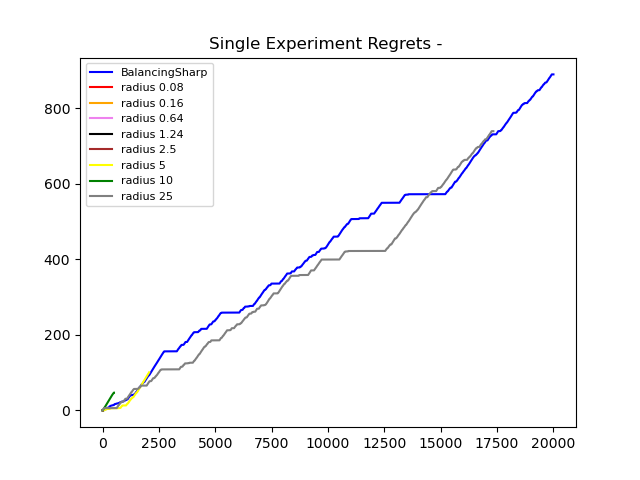 Single Experiment Regrets -
BalancingSharp
radius 0.08
radius 0.16
radius 0.64
radius 1.24
radius 2.5
radius 5
radius 10
radius 25
800
600
400
200
0
0 2500 5000 7500 10000 12500 15000 17500 20000